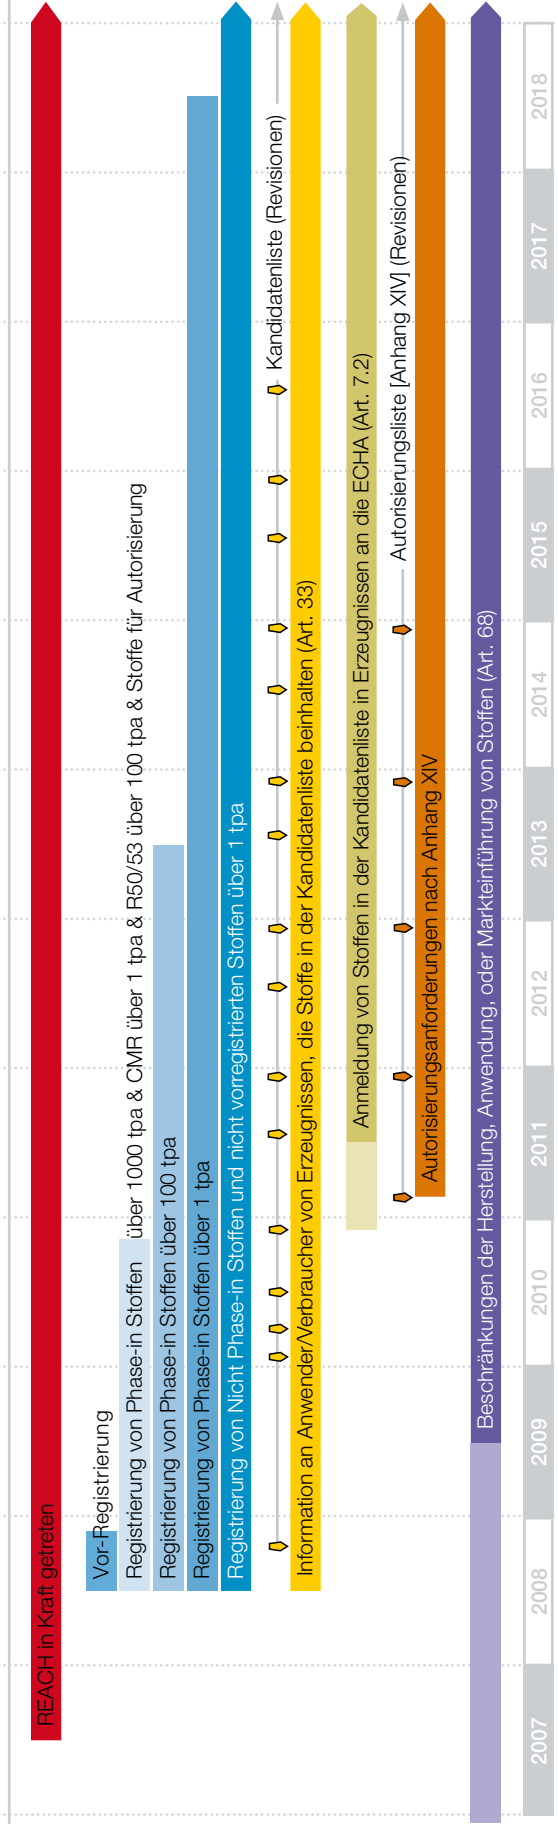 REACH in Kraft getreten
Vor-Registrierung
Registrierung von Phase-in Stoffen über 1000 tpa & CMR über 1 tpa & R50/53 über 100 tpa & Stoffe für Autorisierung
Registrierung von Phase-in Stoffen über 100 tpa
Registrierung von Phase-in Stoffen über 1 tpa
Registrierung von Nicht Phase-in Stoffen und nicht vorregistrierten Stoffen über 1 tpa
Kandidatenliste (Revisionen)
Information an Anwender/Verbraucher von Erzeugnissen, die Stoffe in der Kandidatenliste beinhalten (Art. 33)
Anmeldung von Stoffen in der Kandidatenliste in Erzeugnissen an die ECHA (Art. 7.2)
Autorisierungsliste [Anhang XIV] (Revisionen)
Autorisierungsanforderungen nach Anhang XIV
Beschränkungen der Herstellung, Anwendung, oder Markteinführung von Stoffen (Art. 68)
2007 2008 2009 2010 2011 2012 2013 2014 2015 2016 2017 2018